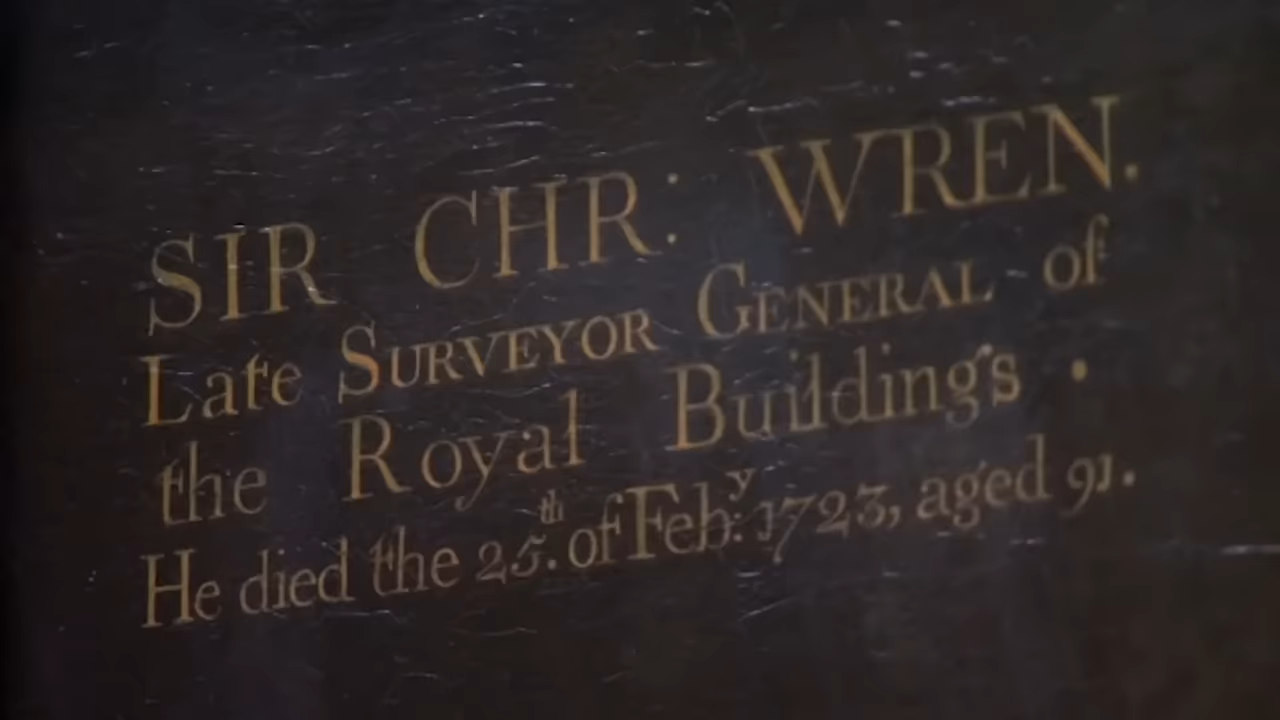 SIR CHR: WREN.
Late SURVEYOR GENERAL of
the Royal Buildings .
He died the 25.th of Feb:y 1723, aged 91.